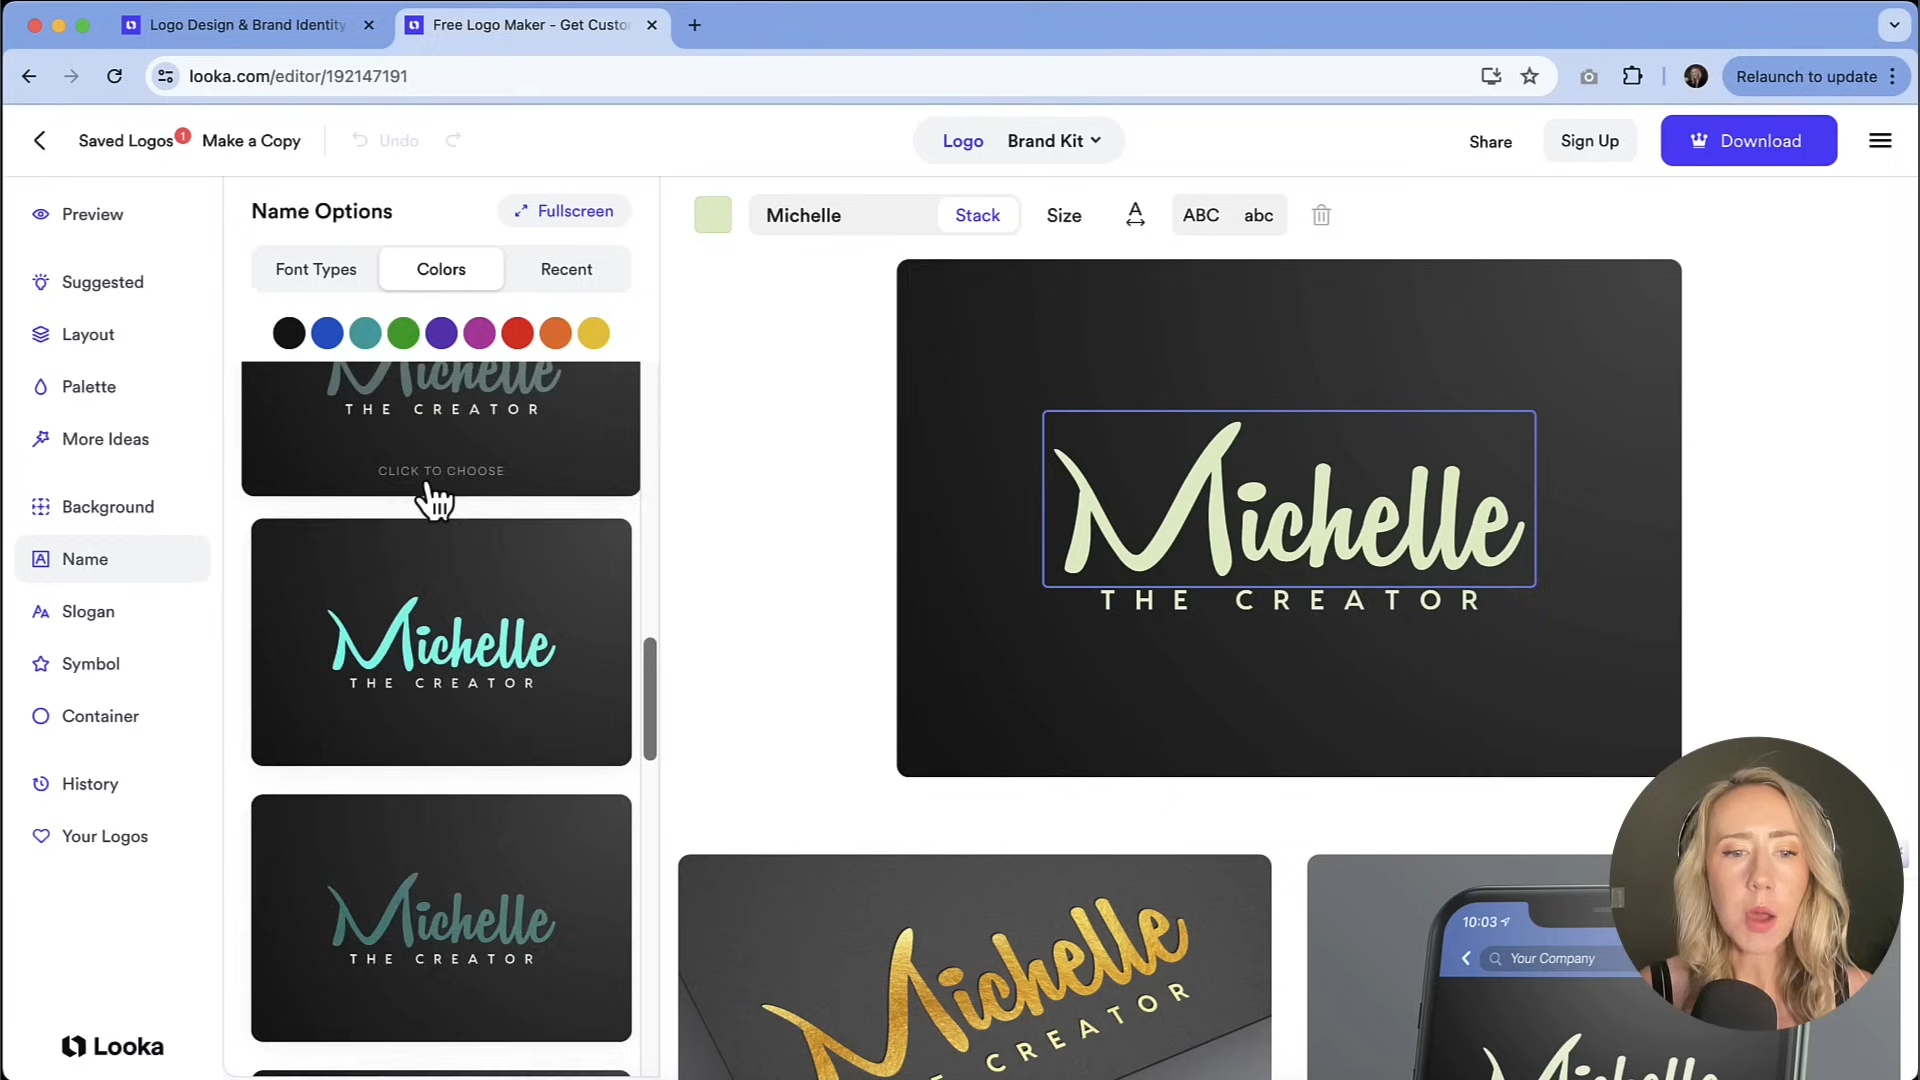 Logo Design & Brand Identity
Free Logo Maker - Get Custo
looka.com/editor/192147191
Relaunch to update
Saved Logos 1
Make a Copy
Undo
Logo
Brand Kit
Share
Sign Up
Download
Preview
Suggested
Layout
Palette
More Ideas
Background
Name
Slogan
Symbol
Container
History
Your Logos
Looka
Name Options
Fullscreen
Font Types
Colors
Recent
Michelle
THE CREATOR
CLICK TO CHOOSE
Michelle
THE CREATOR
Michelle
THE CREATOR
Michelle
Stack
Size
A
ABC
abc
Michelle
THE CREATOR
Michelle
CREATOR
10:03
Your Company
Michelle